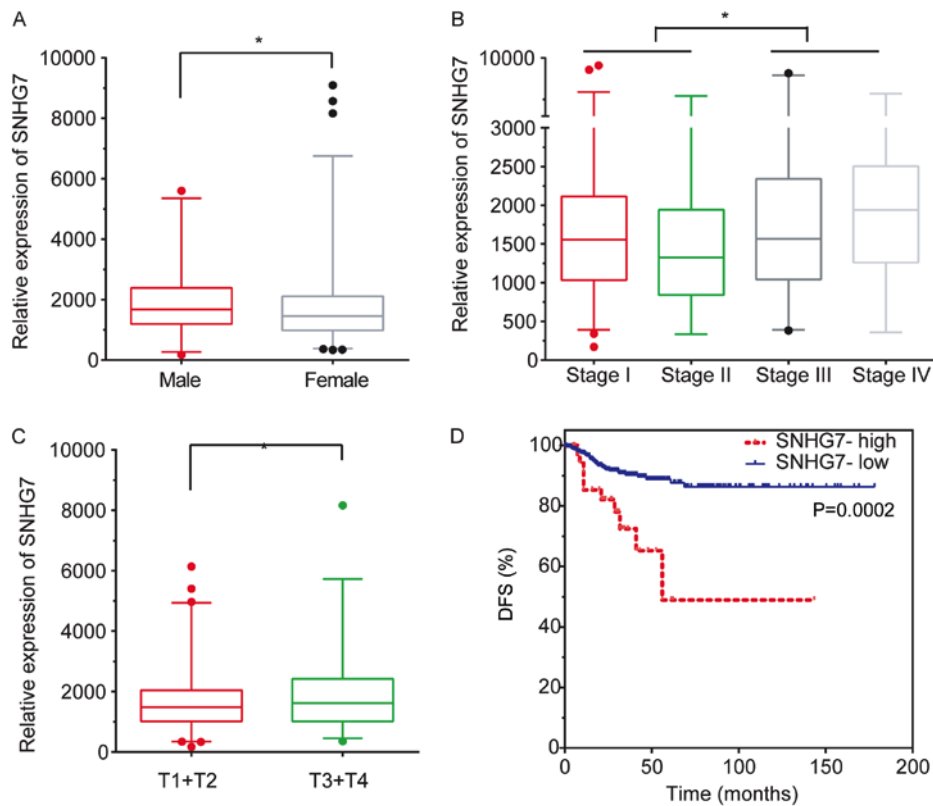 A
Relative expression of SNHG7
10000
8000
6000
4000
2000
0
*
Male
Female
B
Relative expression of SNHG7
10000
3000
2500
2000
1500
1000
500
0
*
Stage I
Stage II
Stage III
Stage IV
C
Relative expression of SNHG7
10000
8000
6000
4000
2000
0
*
T1+T2
T3+T4
D
DFS (%)
100
80
60
40
20
0
SNHG7- high
SNHG7- low
P=0.0002
0
50
100
150
200
Time (months)